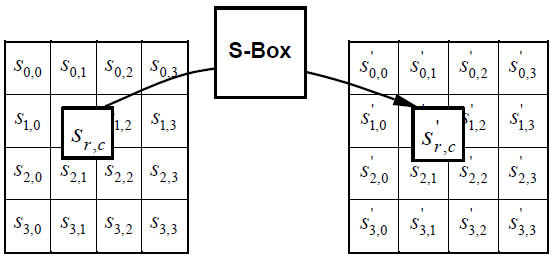 S-Box
s0,0 s0,1 s0,2 s0,3 s'0,0 s'0,1 s'0,2 s'0,3
s1,0 1,2 s1,3 s'1,0 1,2 s'1,3
sr,c s'r,c
s2,0 s2,1 s2,2 s2,3 s'2,0 s2,1 s'2,2 s'2,3
s3,0 s3,1 s3,2 s3,3 s'3,0 s'3,1 s'3,2 s'3,3